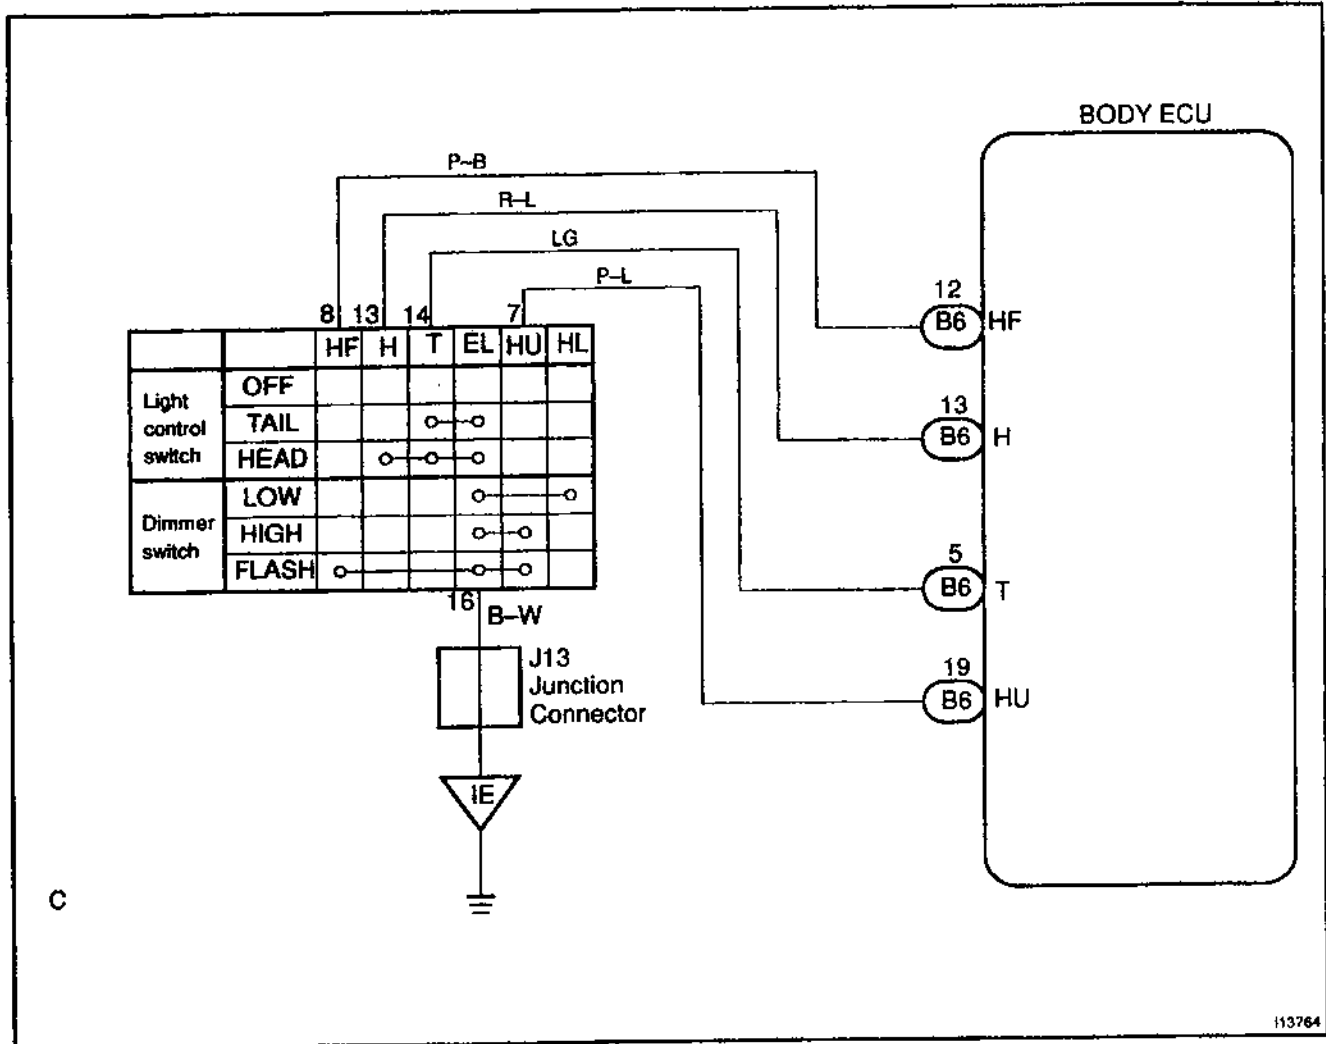 BODY ECU
P-B
R-L
LG
P-L
8 13 14 7
HF H T EL HU HL
Light control switch
OFF
TAIL
HEAD
Dimmer switch
LOW
HIGH
FLASH
16
B-W
J13
Junction
Connector
IE
12
B6 HF
13
B6 H
5
B6 T
19
B6 HU
C
I13764